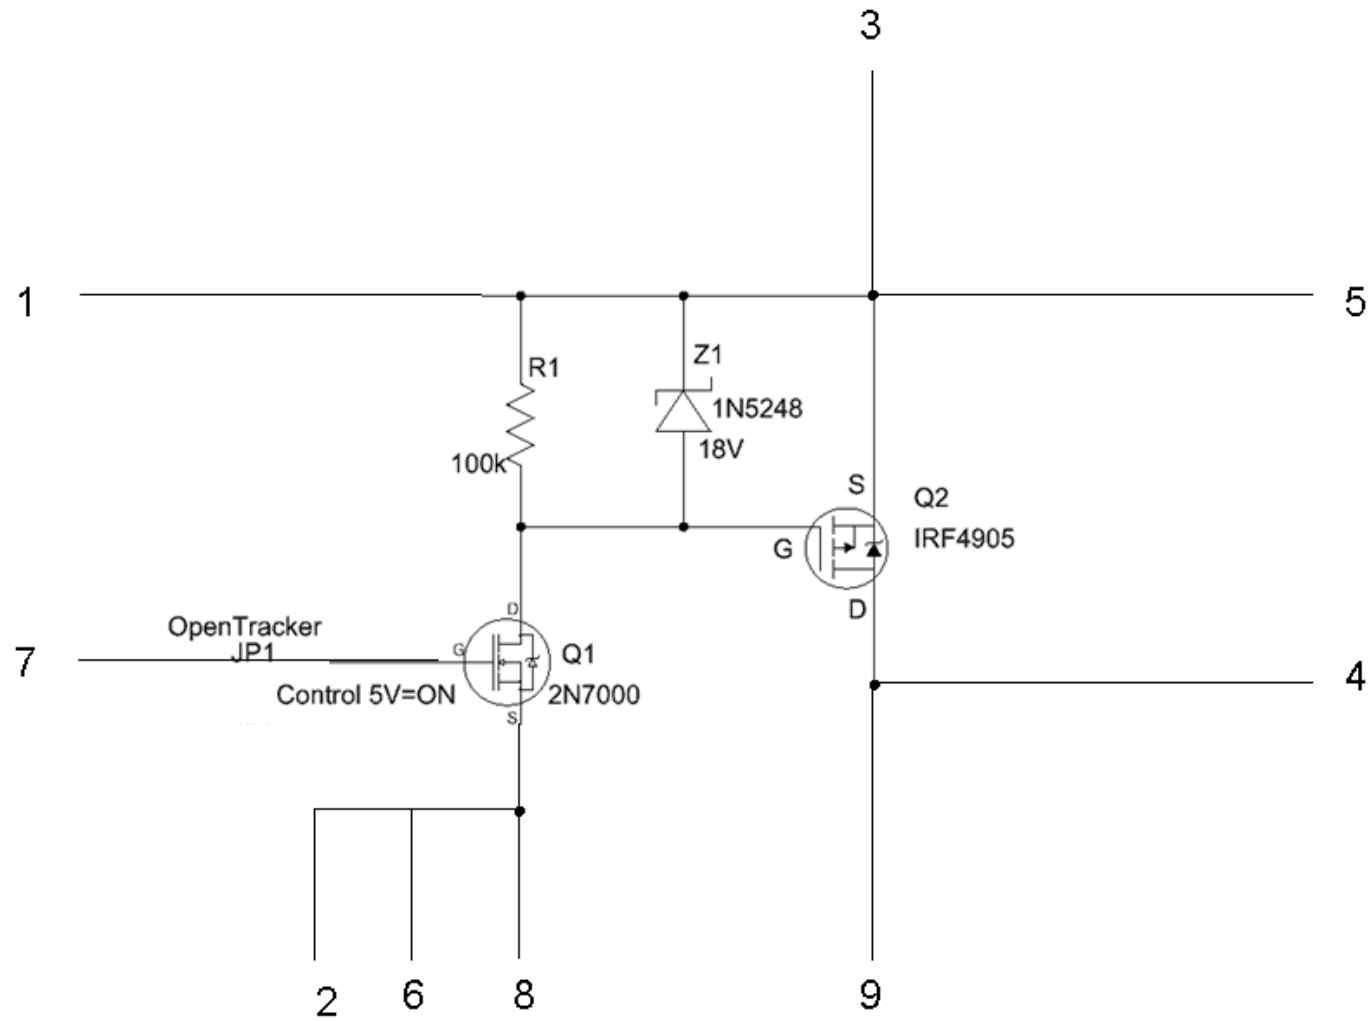 3
1
5
R1
Z1
1N5248
100k
18V
S
Q2
G
IRF4905
D
OpenTracker
JP1
D
G
Q1
7
4
Control 5V=ON
2N7000
S
2
6
8
9